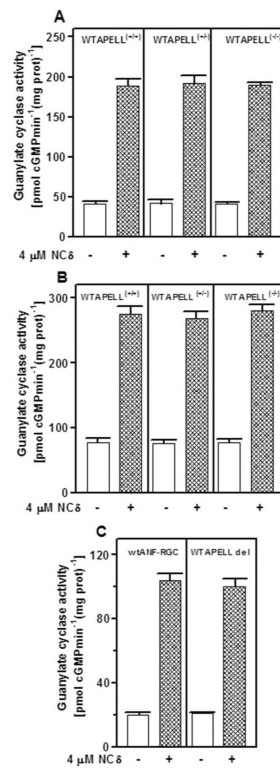 A
WTAPELL(+/+) WTAPELL(+/-) WTAPELL(-/-)
Guanylate cyclase activity
[pmol cGMPmin-1(mg prot)-1]
200
150
100
50
0
4 µM NCδ - + - + - +
B
WTAPELL(+/+) WTAPELL(+/-) WTAPELL(-/-)
Guanylate cyclase activity
[pmol cGMPmin-1(mg prot)-1]
300
200
100
0
4 µM NCδ - + - + - +
C
wtANF-RGC WTAPELL del
Guanylate cyclase activity
[pmol cGMPmin-1(mg prot)-1]
120
80
40
0
4 µM NCδ - + - +